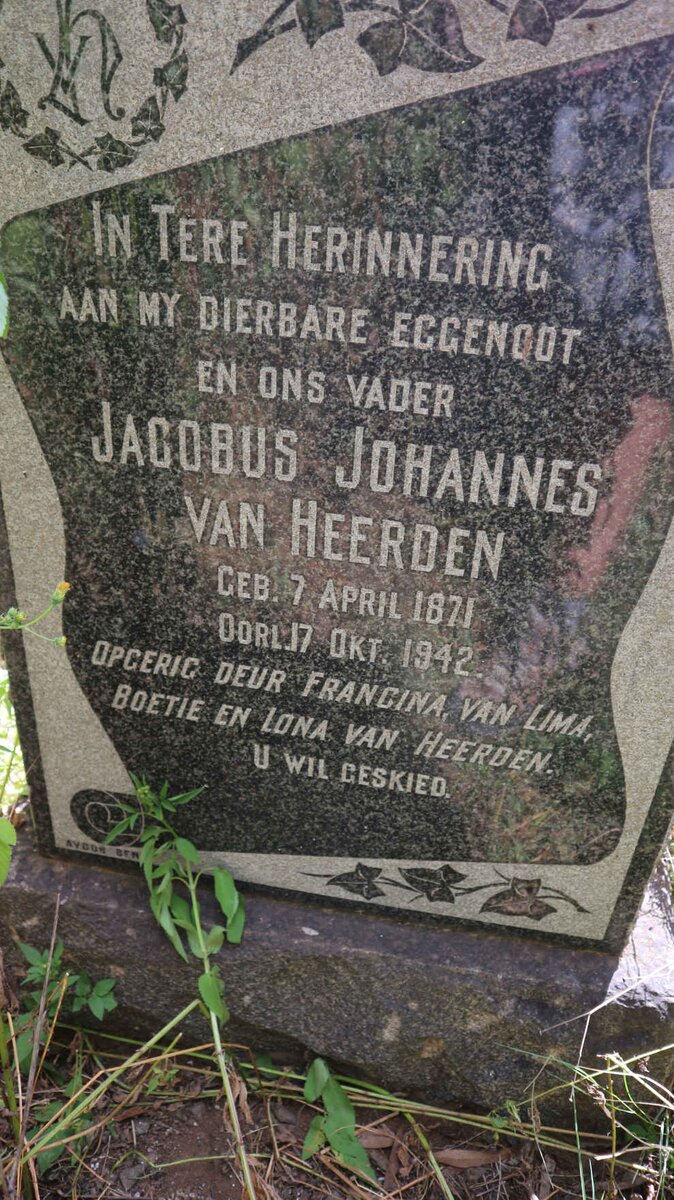 vH
IN TERE HERINNERING
AAN MY DIERBARE EGGENOOT
EN ONS VADER
JACOBUS JOHANNES
VAN HEERDEN
GEB. 7 APRIL 1871
OORL. 17 OKT. 1942.
OPGERIG DEUR FRANCINA, VAN LIMA,
BOETIE EN LONA VAN HEERDEN.
U WIL GESKIED.